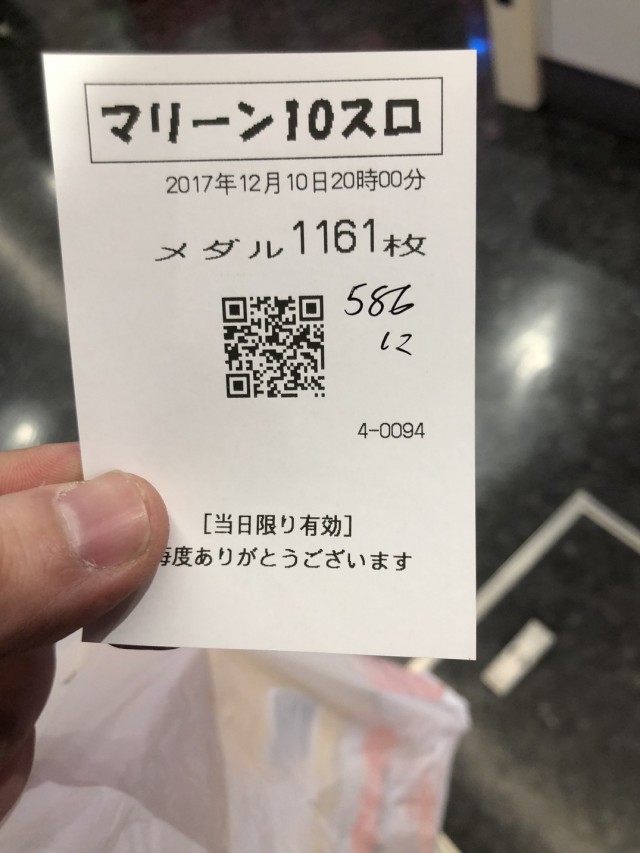 マリーン10スロ
2017年12月10日20時00分
メダル1161枚
586
12
4-0094
[当日限り有効]
毎度ありがとうございます